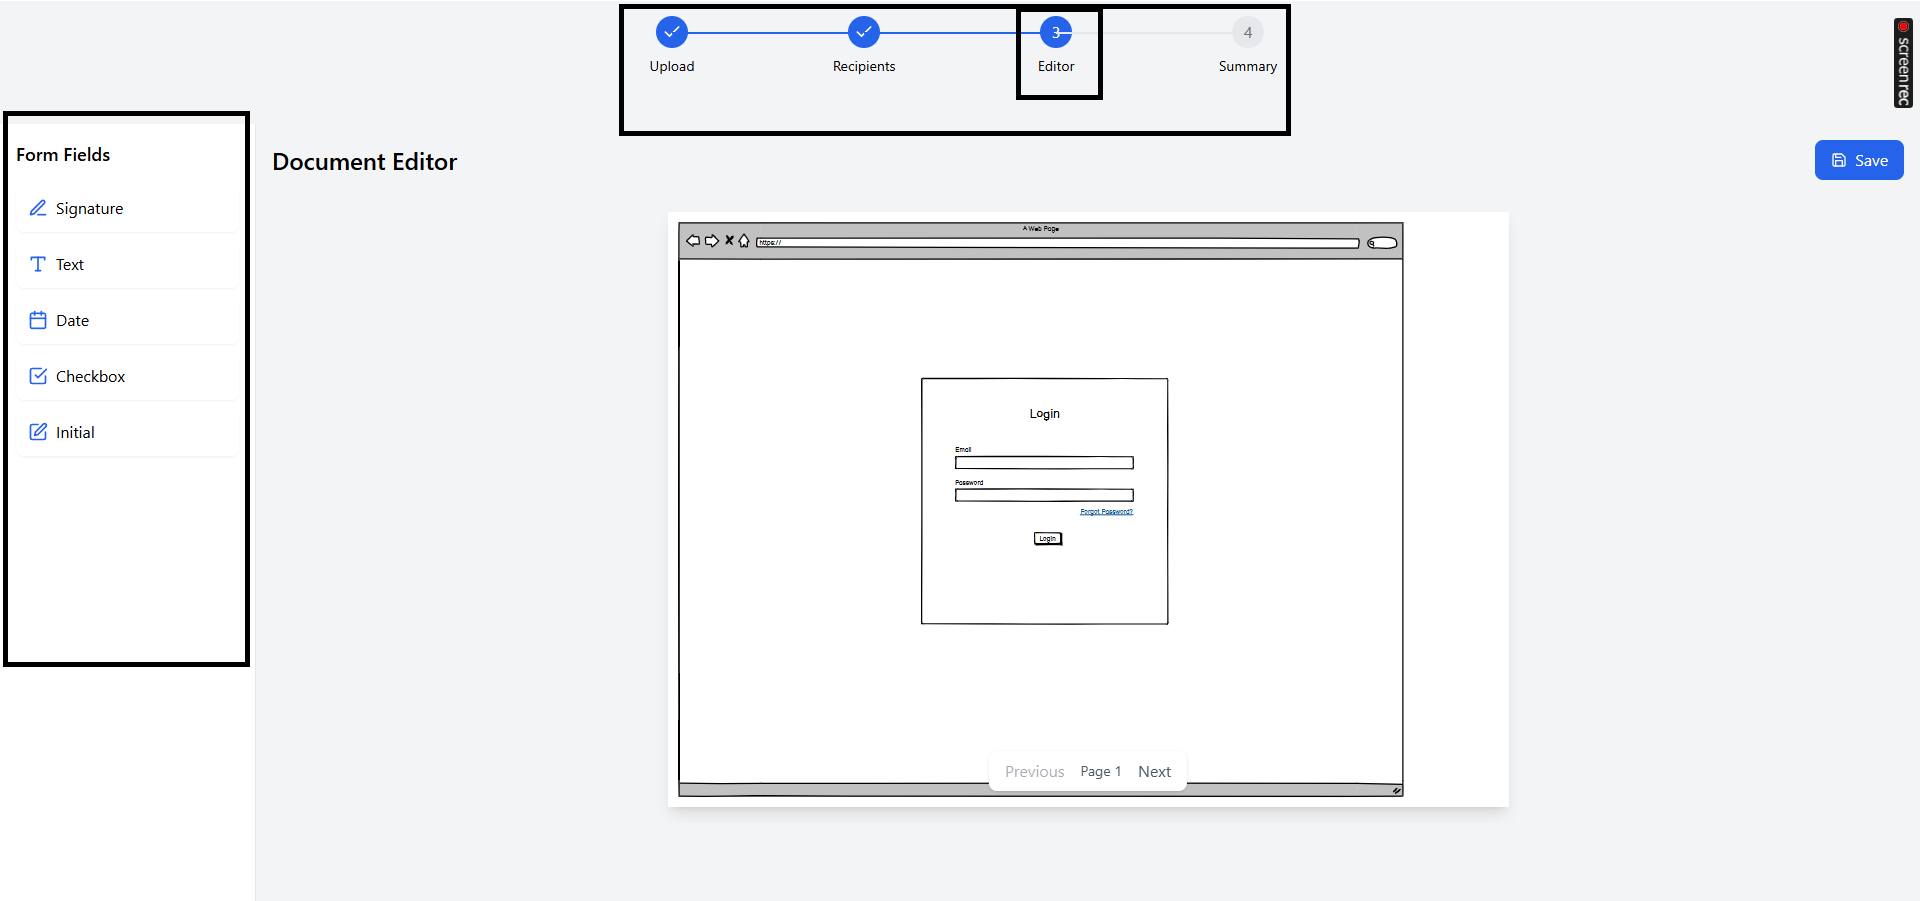 3
4
Upload
Recipients
Editor
Summary
screenrec
Form Fields
Document Editor
Save
Signature
Text
Date
Checkbox
Initial
A Web Page
https://
Login
Email
Password
Forgot Password?
Login
Previous
Page 1
Next